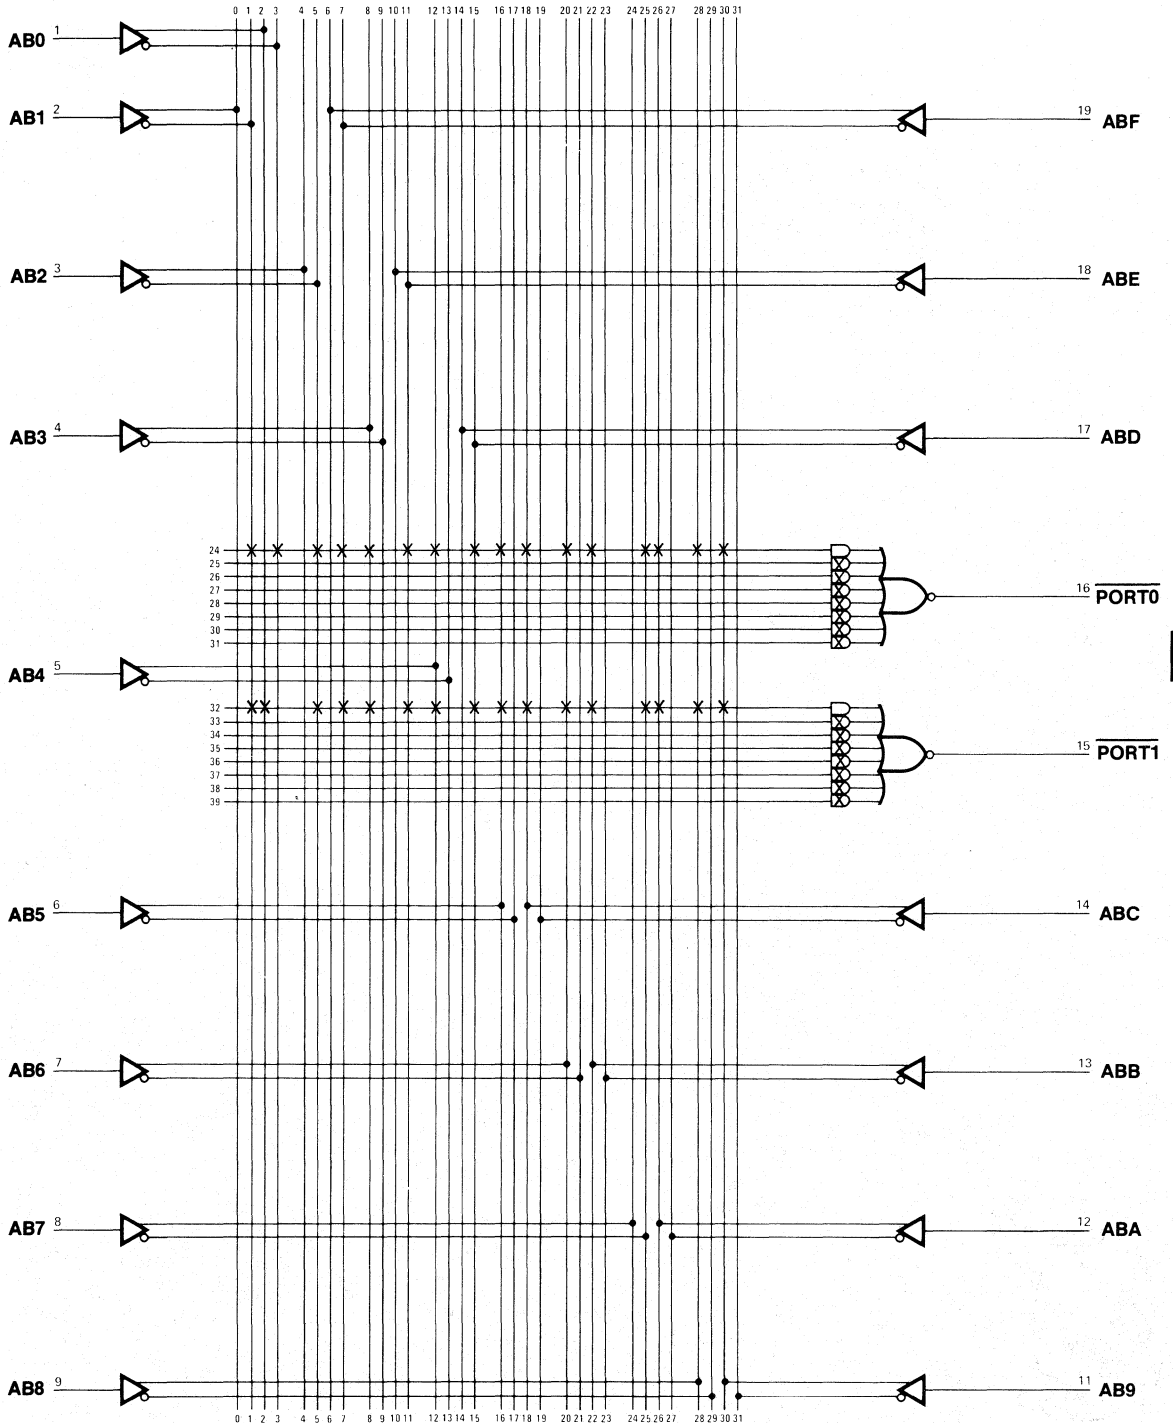 0 1 2 3 4 5 6 7 8 9 10 11 12 13 14 15 16 17 18 19 20 21 22 23 24 25 26 27 28 29 30 31
AB0 1
AB1 2
19 ABF
AB2 3
18 ABE
AB3 4
17 ABD
24
25
26
27
28
29
30
31
16 PORT0
AB4 5
32
33
34
35
36
37
38
39
15 PORT1
AB5 6
14 ABC
AB6 7
13 ABB
AB7 8
12 ABA
AB8 9
11 AB9
0 1 2 3 4 5 6 7 8 9 10 11 12 13 14 15 16 17 18 19 20 21 22 23 24 25 26 27 28 29 30 31